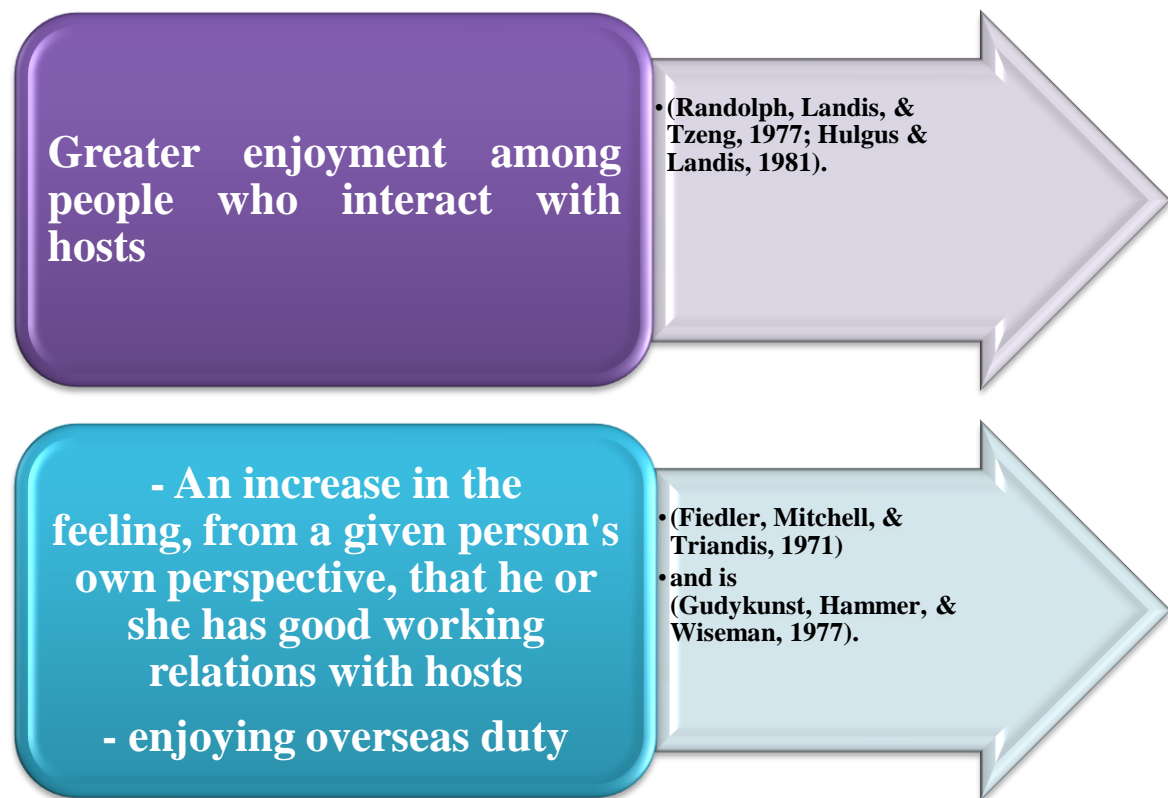 Greater enjoyment among
people who interact with
hosts
•(Randolph, Landis, &
Tzeng, 1977; Hulgus &
Landis, 1981).
- An increase in the
feeling, from a given person's
own perspective, that he or
she has good working
relations with hosts
- enjoying overseas duty
•(Fiedler, Mitchell, &
Triandis, 1971)
•and is
(Gudykunst, Hammer, &
Wiseman, 1977).